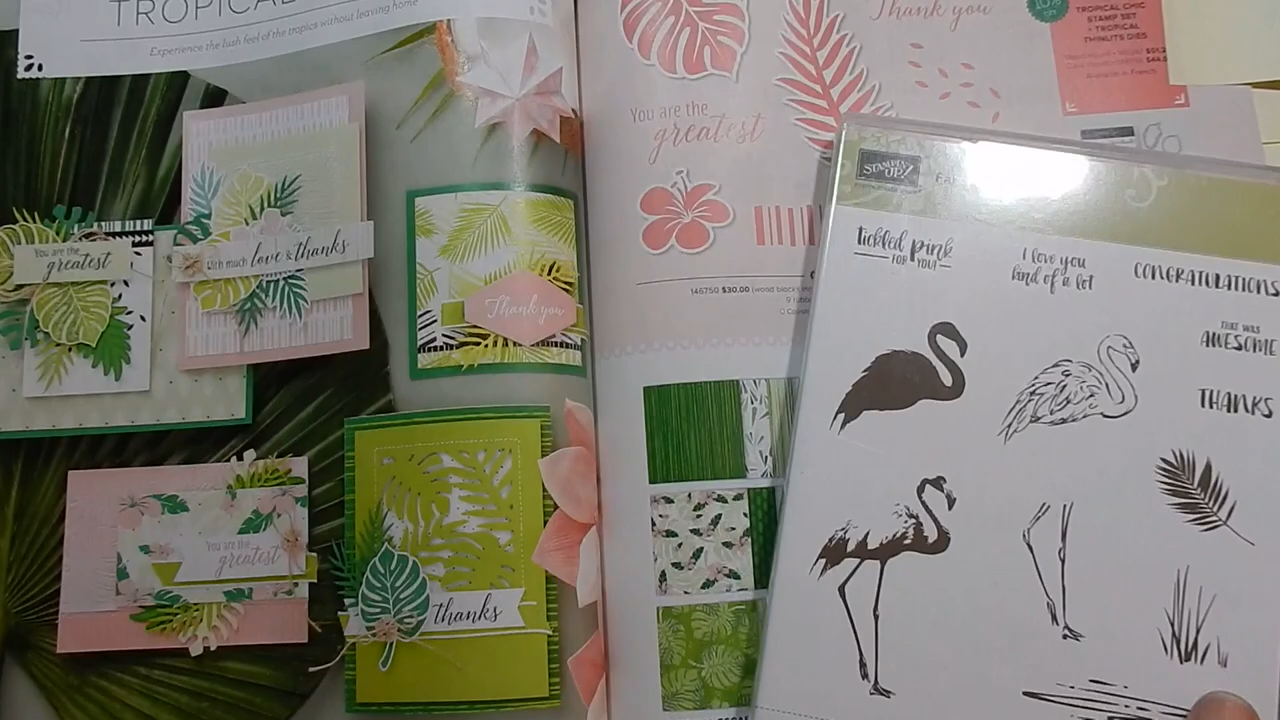 TROPICAL
Experience the lush feel of the tropics without leaving home
You are the
greatest
With much love & thanks
Thank you
You are the
greatest
thanks
Thank you
You are the
greatest
10%
TROPICAL CHIC
STAMP SET
+ TROPICAL
THINLITS DIES
Available in French
146750 $30.00 (wood
STAMPIN' UP!
tickled pink
FOR YOU!
I love you
kind of a lot
CONGRATULATIONS
THAT WAS
AWESOME
THANKS